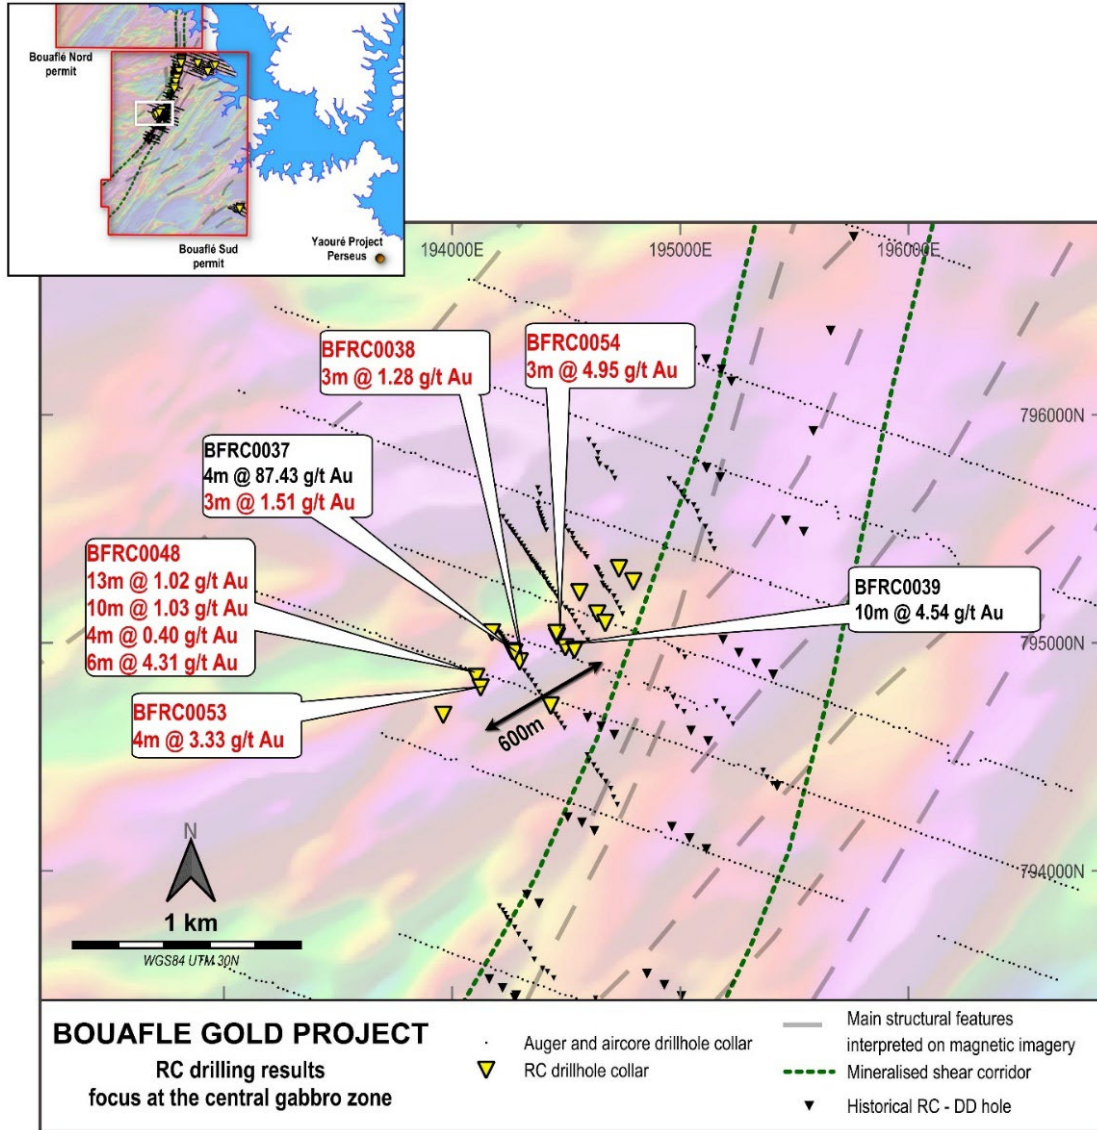 Bouaflé Nord
permit
Bouaflé Sud
permit
Yaouré Project
Perseus
194000E
195000E
196000E
BFRC0038
3m @ 1.28 g/t Au
BFRC0054
3m @ 4.95 g/t Au
796000N
BFRC0037
4m @ 87.43 g/t Au
3m @ 1.51 g/t Au
BFRC0048
13m @ 1.02 g/t Au
10m @ 1.03 g/t Au
4m @ 0.40 g/t Au
6m @ 4.31 g/t Au
BFRC0039
10m @ 4.54 g/t Au
795000N
BFRC0053
4m @ 3.33 g/t Au
600m
N
794000N
1 km
WGS84 UTM 30N
BOUAFLE GOLD PROJECT
RC drilling results
focus at the central gabbro zone
Auger and aircore drillhole collar
RC drillhole collar
Main structural features
interpreted on magnetic imagery
Mineralised shear corridor
Historical RC - DD hole